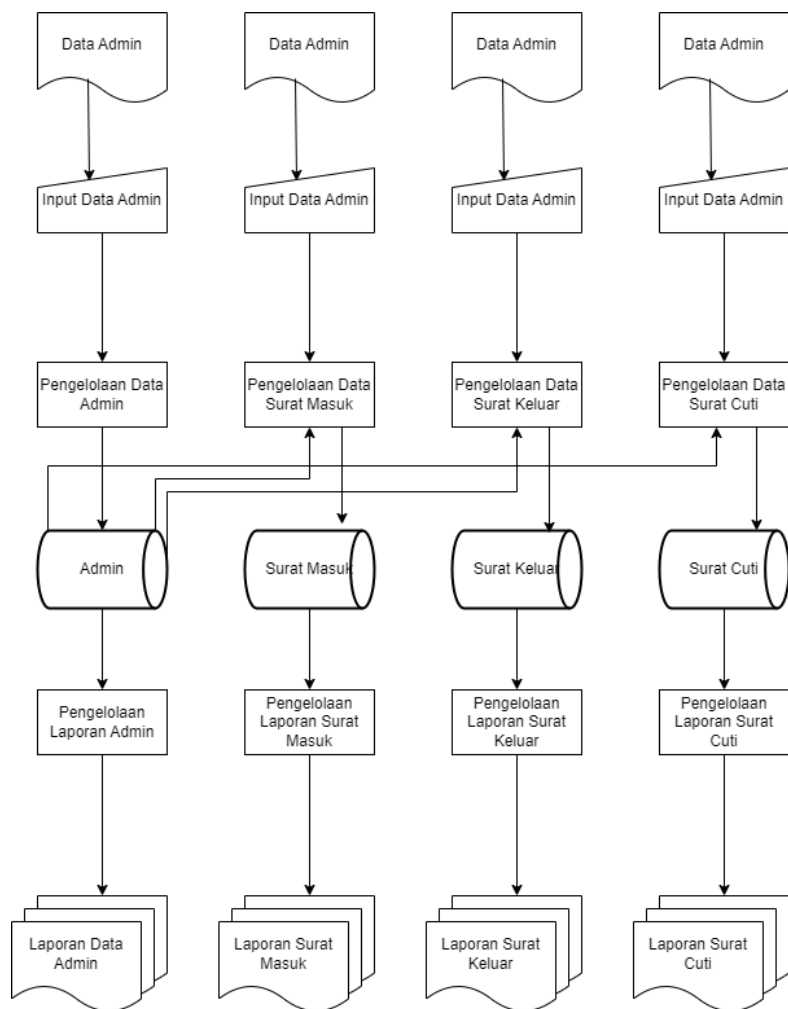 Data Admin
Data Admin
Data Admin
Data Admin
Input Data Admin
Input Data Admin
Input Data Admin
Input Data Admin
Pengelolaan Data
Admin
Pengelolaan Data
Surat Masuk
Pengelolaan Data
Surat Keluar
Pengelolaan Data
Surat Cuti
Admin
Surat Masuk
Surat Keluar
Surat Cuti
Pengelolaan
Laporan Admin
Pengelolaan
Laporan Surat
Masuk
Pengelolaan
Laporan Surat
Keluar
Pengelolaan
Laporan Surat
Cuti
Laporan Data
Admin
Laporan Surat
Masuk
Laporan Surat
Keluar
Laporan Surat
Cuti